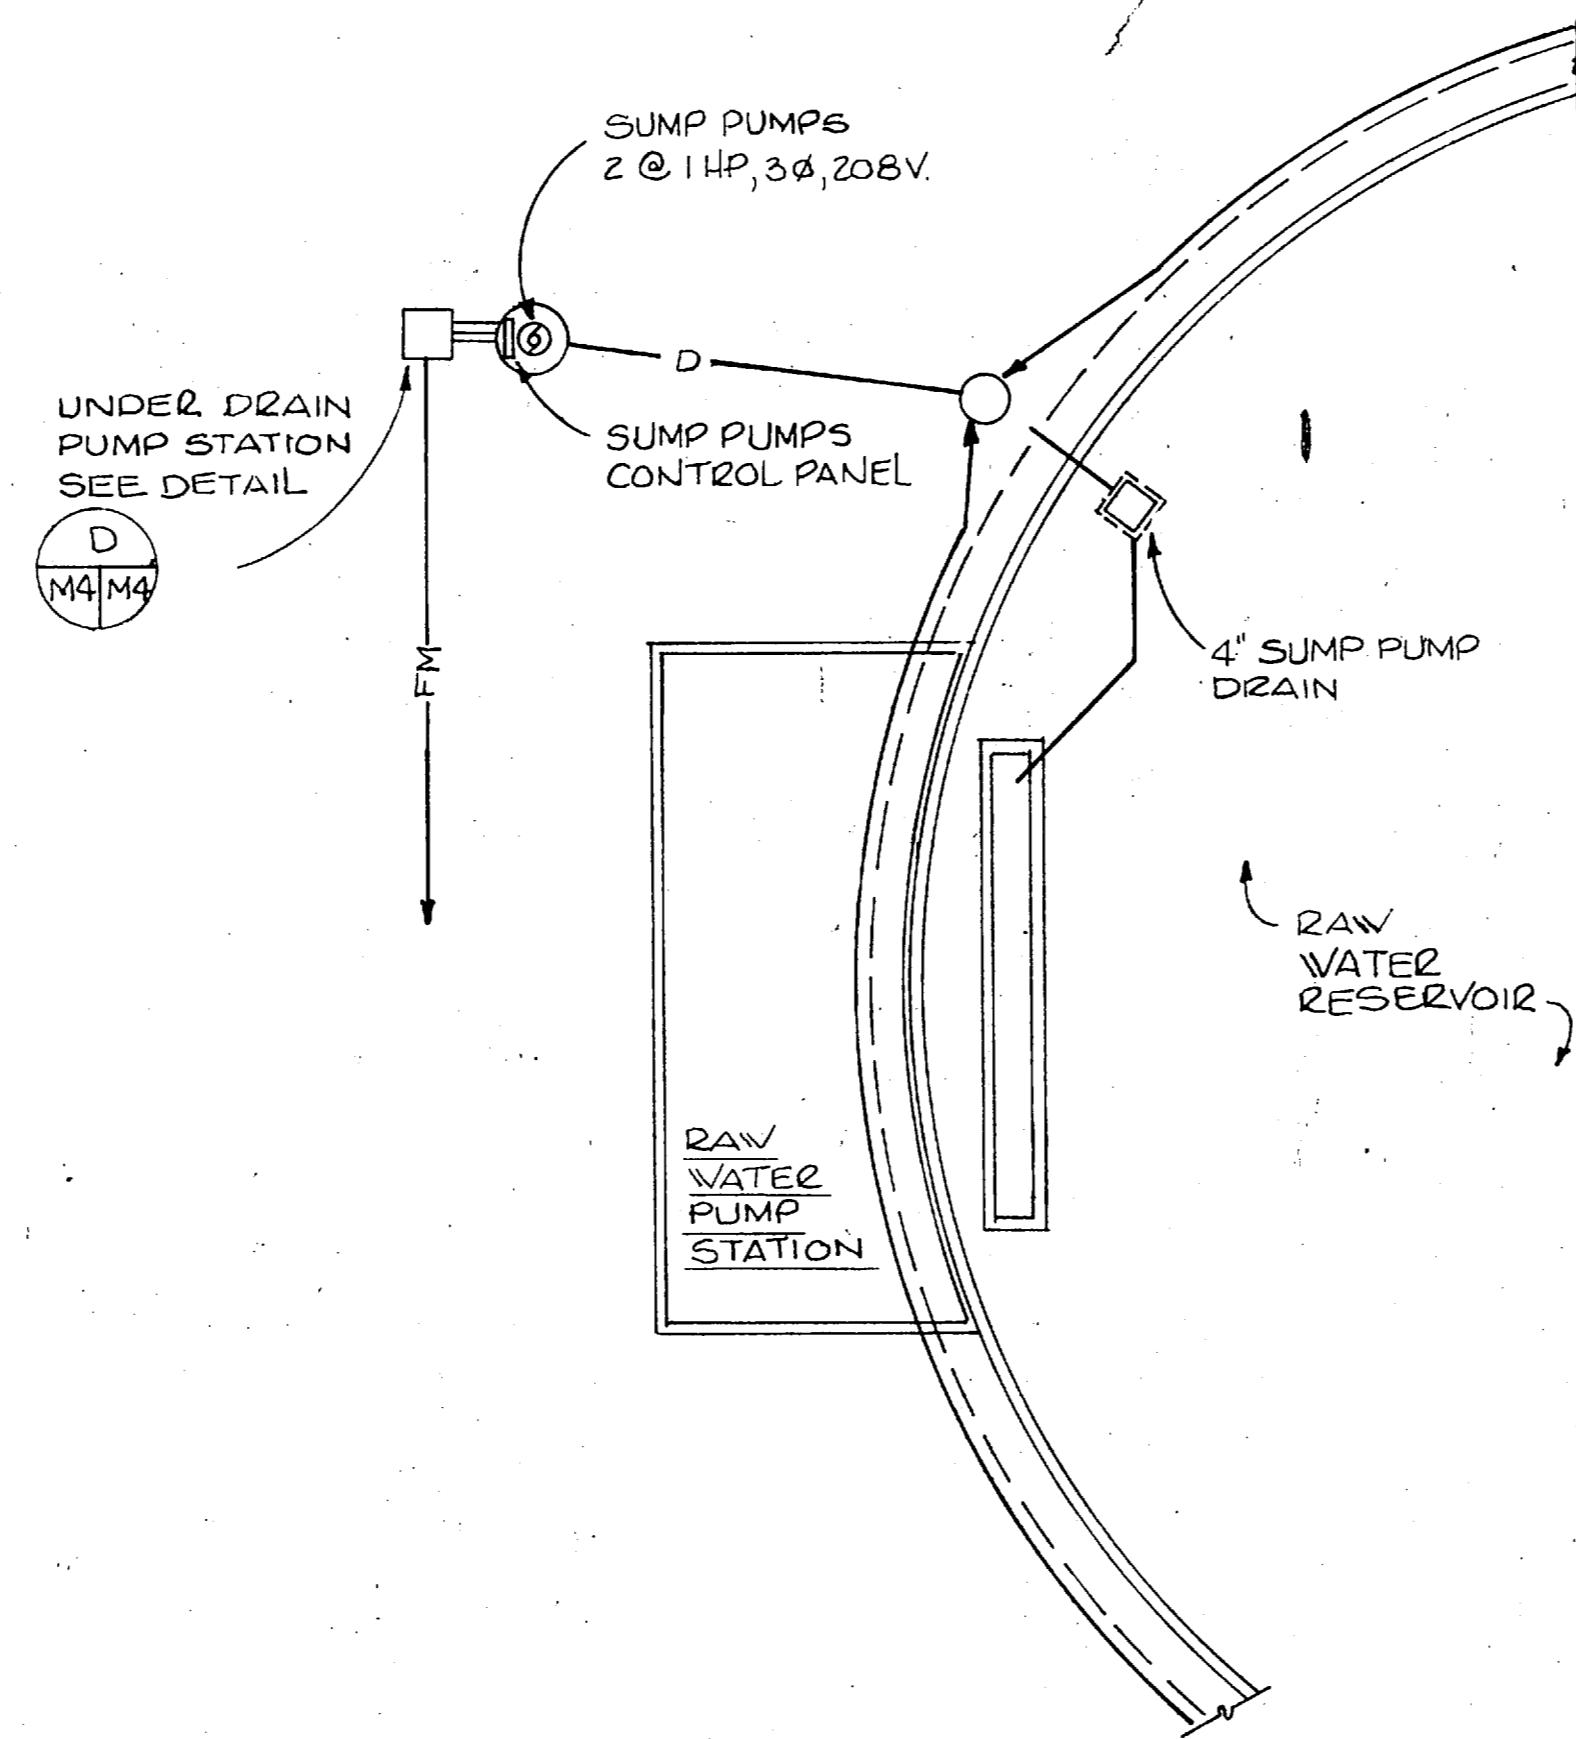 SUMP PUMPS
2 @ 1 HP, 3Ø, 208V.
D
UNDER DRAIN
PUMP STATION
SEE DETAIL
D
M4 M4
SUMP PUMPS
CONTROL PANEL
FM
4" SUMP PUMP
DRAIN
RAW
WATER
RESERVOIR
RAW
WATER
PUMP
STATION